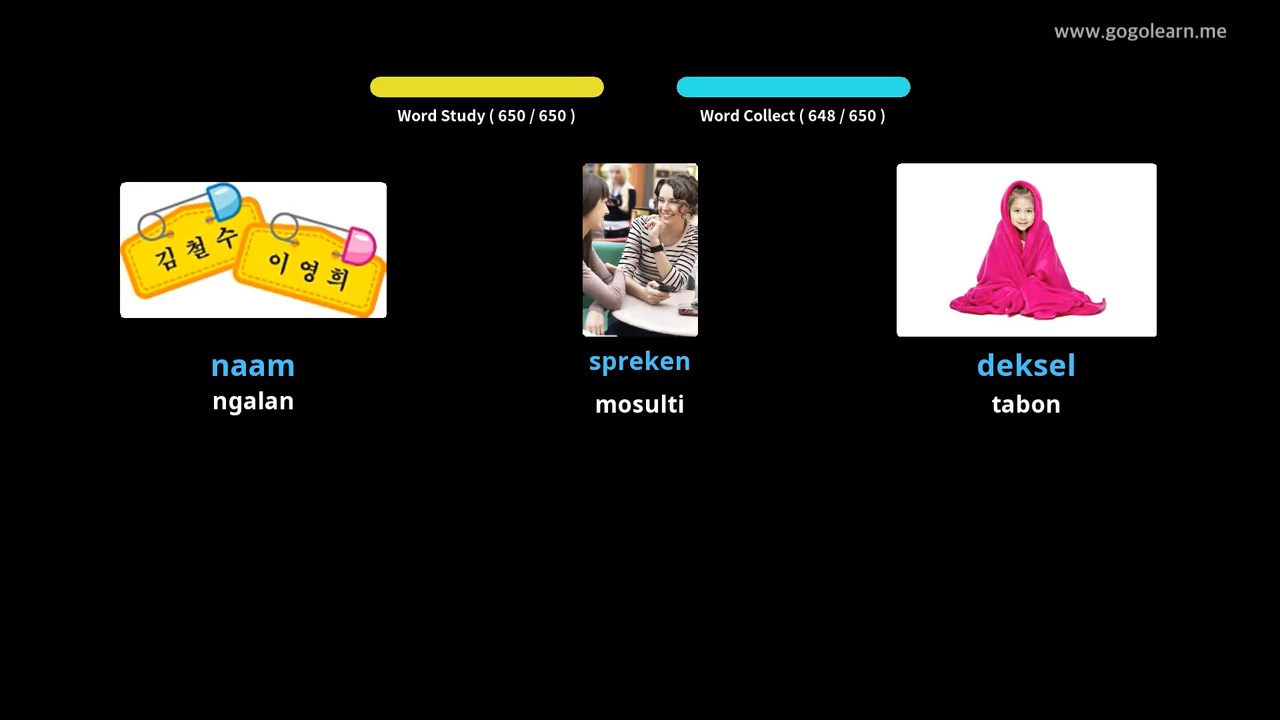 www.gogolearn.me
Word Study ( 650 / 650 )
Word Collect ( 648 / 650 )
김철수
이영희
naam
ngalan
spreken
mosulti
deksel
tabon